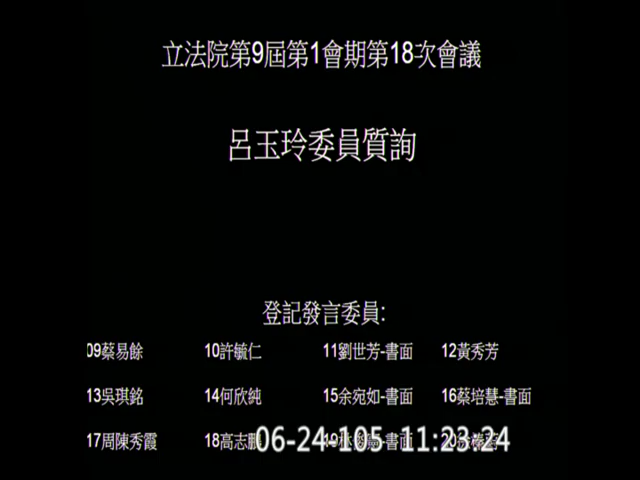 立法院第9屆第1會期第18次會議
呂玉玲委員質詢
登記發言委員:
09蔡易餘 10許毓仁 11劉世芳-書面 12黃秀芳
13吳琪銘 14何欣純 15余宛如-書面 16蔡培慧-書面
17周陳秀霞 18高志鵬
06-24-105 11:23:24